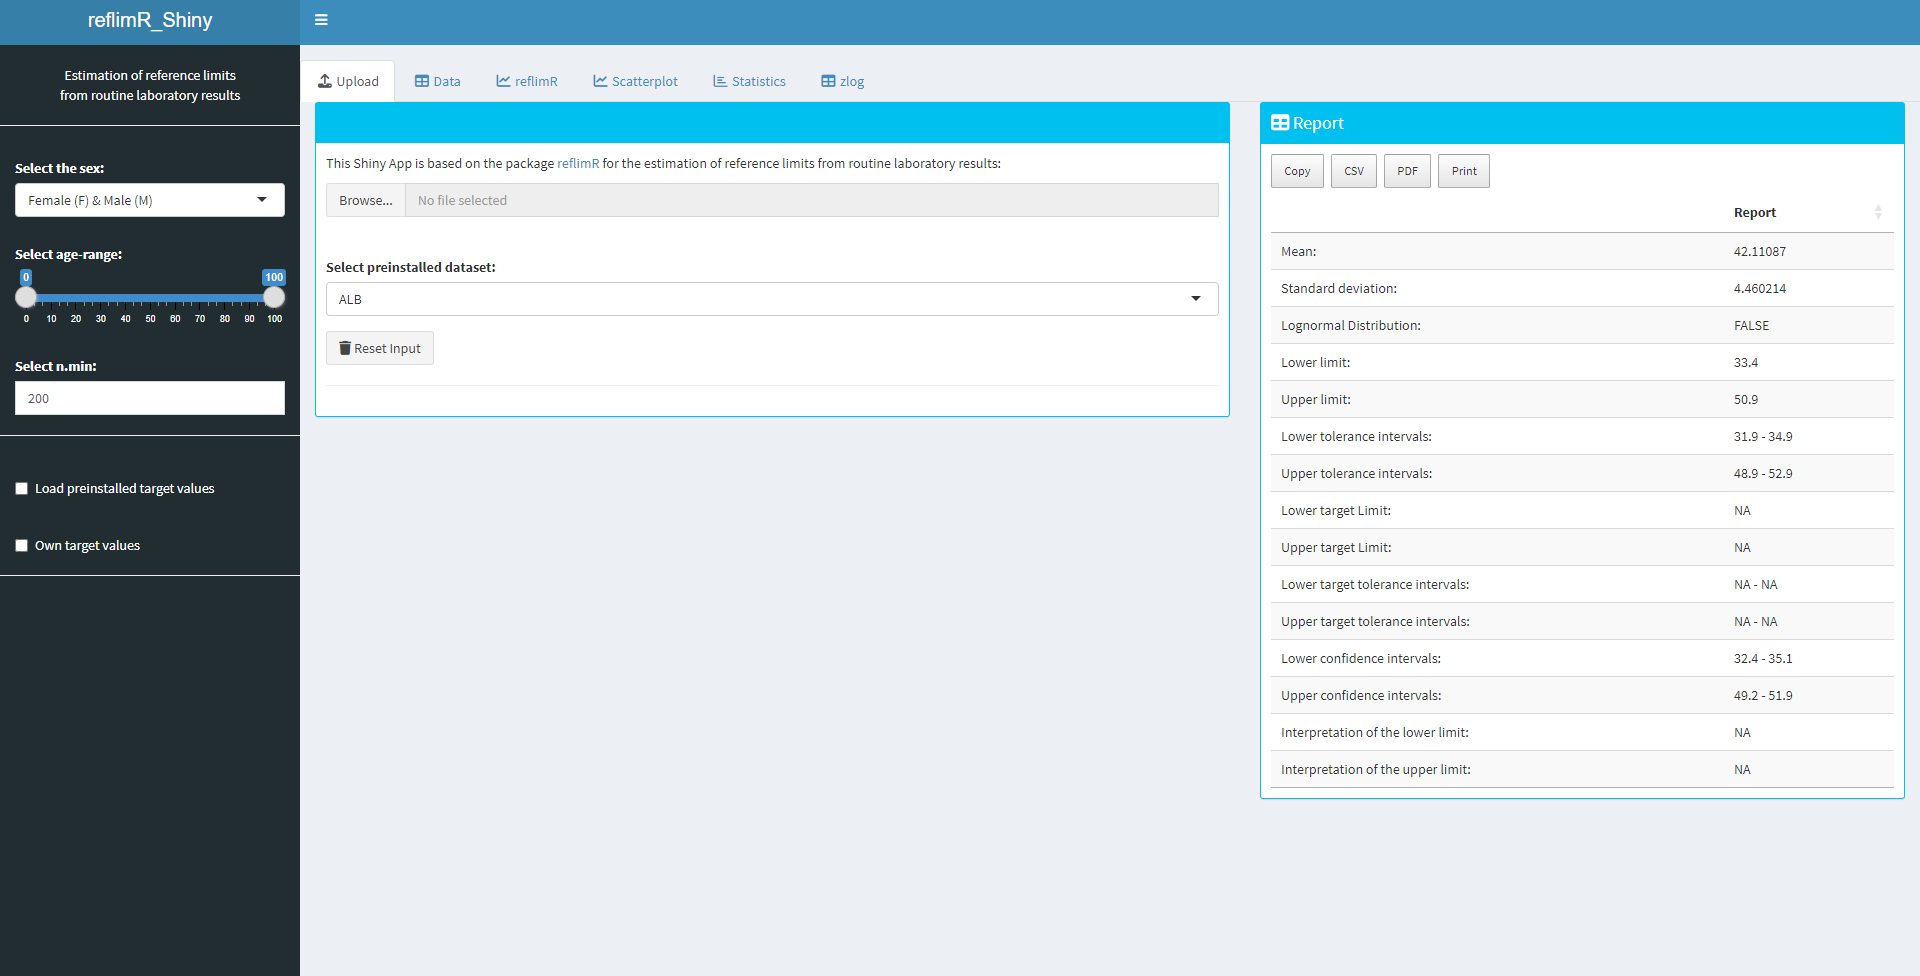 reflimR_Shiny
Estimation of reference limits
from routine laboratory results
Select the sex:
Female (F) & Male (M)
Select age-range:
0 100
0 10 20 30 40 50 60 70 80 90 100
Select n.min:
200
Load preinstalled target values
Own target values
Upload Data reflimR Scatterplot Statistics zlog
This Shiny App is based on the package reflimR for the estimation of reference limits from routine laboratory results:
Browse... No file selected
Select preinstalled dataset:
ALB
Reset Input
Report
Copy CSV PDF Print
Report
Mean: 42.11087
Standard deviation: 4.460214
Lognormal Distribution: FALSE
Lower limit: 33.4
Upper limit: 50.9
Lower tolerance intervals: 31.9 - 34.9
Upper tolerance intervals: 48.9 - 52.9
Lower target Limit: NA
Upper target Limit: NA
Lower target tolerance intervals: NA - NA
Upper target tolerance intervals: NA - NA
Lower confidence intervals: 32.4 - 35.1
Upper confidence intervals: 49.2 - 51.9
Interpretation of the lower limit: NA
Interpretation of the upper limit: NA